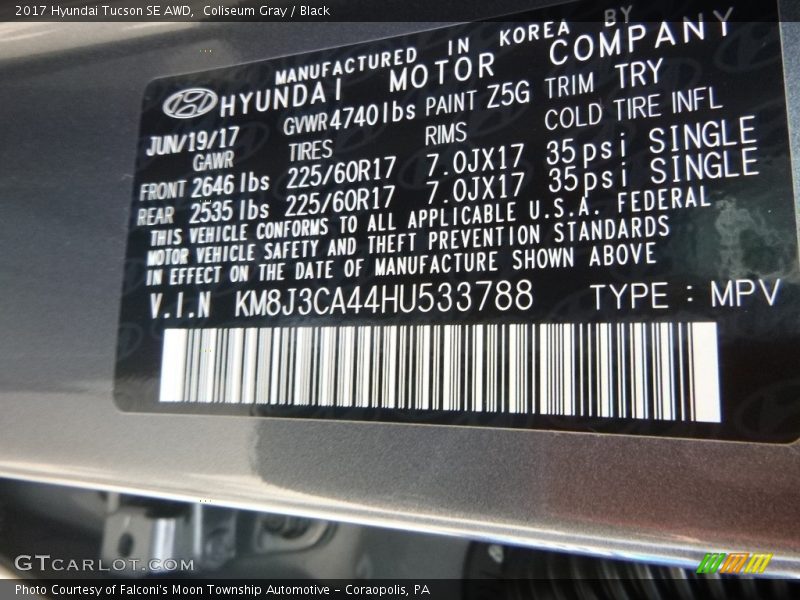 2017 Hyundai Tucson SE AWD,  Coliseum Gray / Black
MANUFACTURED IN KOREA BY
HYUNDAI MOTOR COMPANY
JUN/19/17 GVWR 4740lbs PAINT Z5G TRIM TRY
GAWR TIRES RIMS COLD TIRE INFL
FRONT 2646 lbs 225/60R17 7.0JX17 35psi SINGLE
REAR 2535 lbs 225/60R17 7.0JX17 35psi SINGLE
THIS VEHICLE CONFORMS TO ALL APPLICABLE U.S.A. FEDERAL
MOTOR VEHICLE SAFETY AND THEFT PREVENTION STANDARDS
IN EFFECT ON THE DATE OF MANUFACTURE SHOWN ABOVE
V.I.N KM8J3CA44HU533788 TYPE : MPV
GTCARLOT.COM
Photo Courtesy of Falconi's Moon Township Automotive - Coraopolis, PA